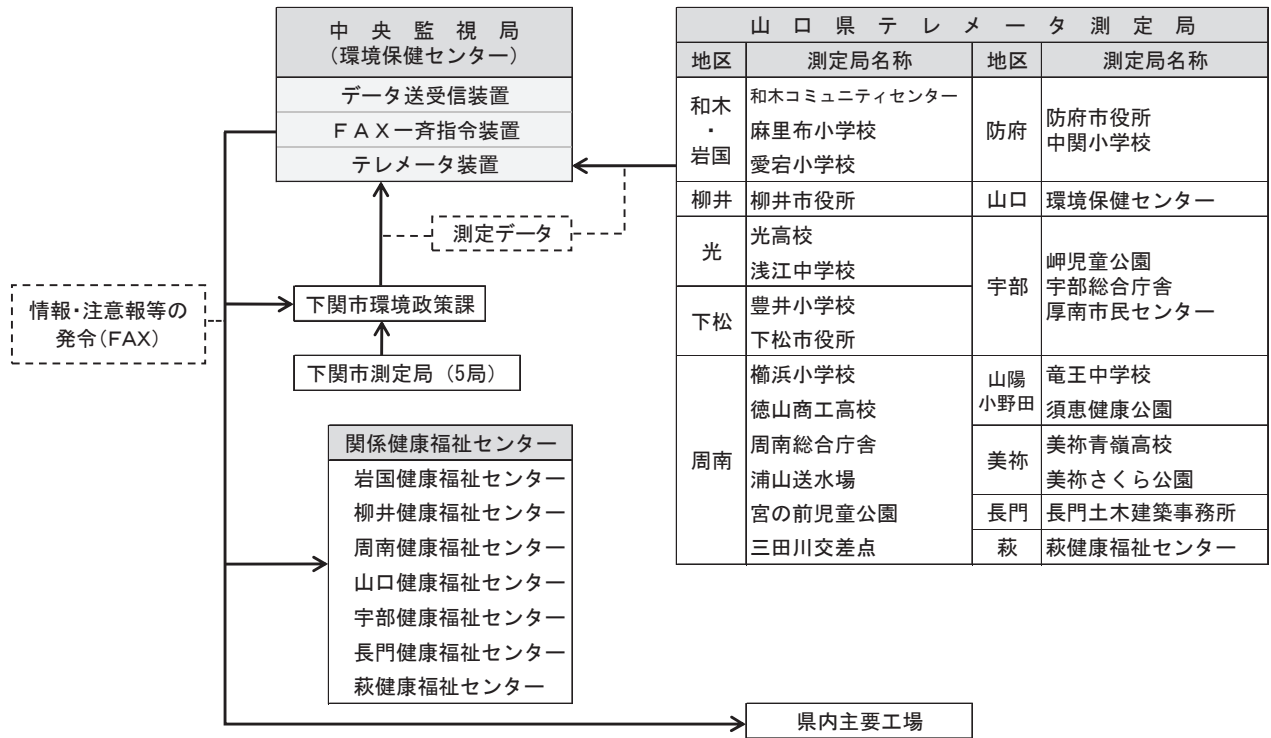 中央監視局
(環境保健センター)
データ送受信装置
FAX一斉指令装置
テレメータ装置
測定データ
情報・注意報等の
発令(FAX)
下関市環境政策課
下関市測定局（5局）
関係健康福祉センター
岩国健康福祉センター
柳井健康福祉センター
周南健康福祉センター
山口健康福祉センター
宇部健康福祉センター
長門健康福祉センター
萩健康福祉センター
県内主要工場
山口県テレメータ測定局
地区 測定局名称 地区 測定局名称
和木
・
岩国
和木コミュニティセンター
麻里布小学校
愛宕小学校
柳井 柳井市役所
光
光高校
浅江中学校
下松
豊井小学校
下松市役所
周南
櫛浜小学校
徳山商工高校
周南総合庁舎
浦山送水場
宮の前児童公園
三田川交差点
防府
防府市役所
中関小学校
山口 環境保健センター
宇部
岬児童公園
宇部総合庁舎
厚南市民センター
山陽
小野田
竜王中学校
須恵健康公園
美祢
美祢青嶺高校
美祢さくら公園
長門 長門土木建築事務所
萩 萩健康福祉センター